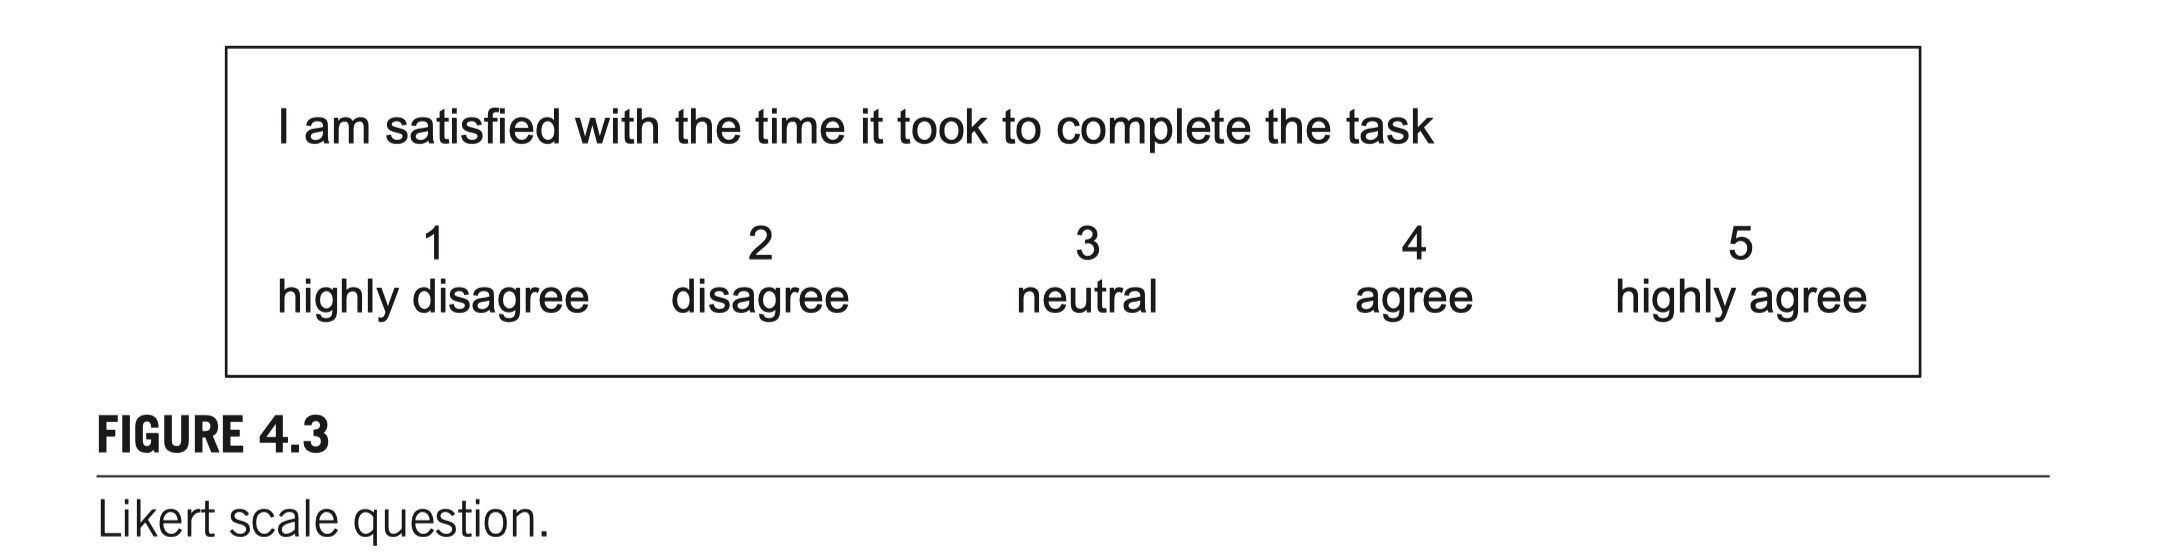 I am satisfied with the time it took to complete the task
1 2 3 4 5
highly disagree disagree neutral agree highly agree
FIGURE 4.3
Likert scale question.